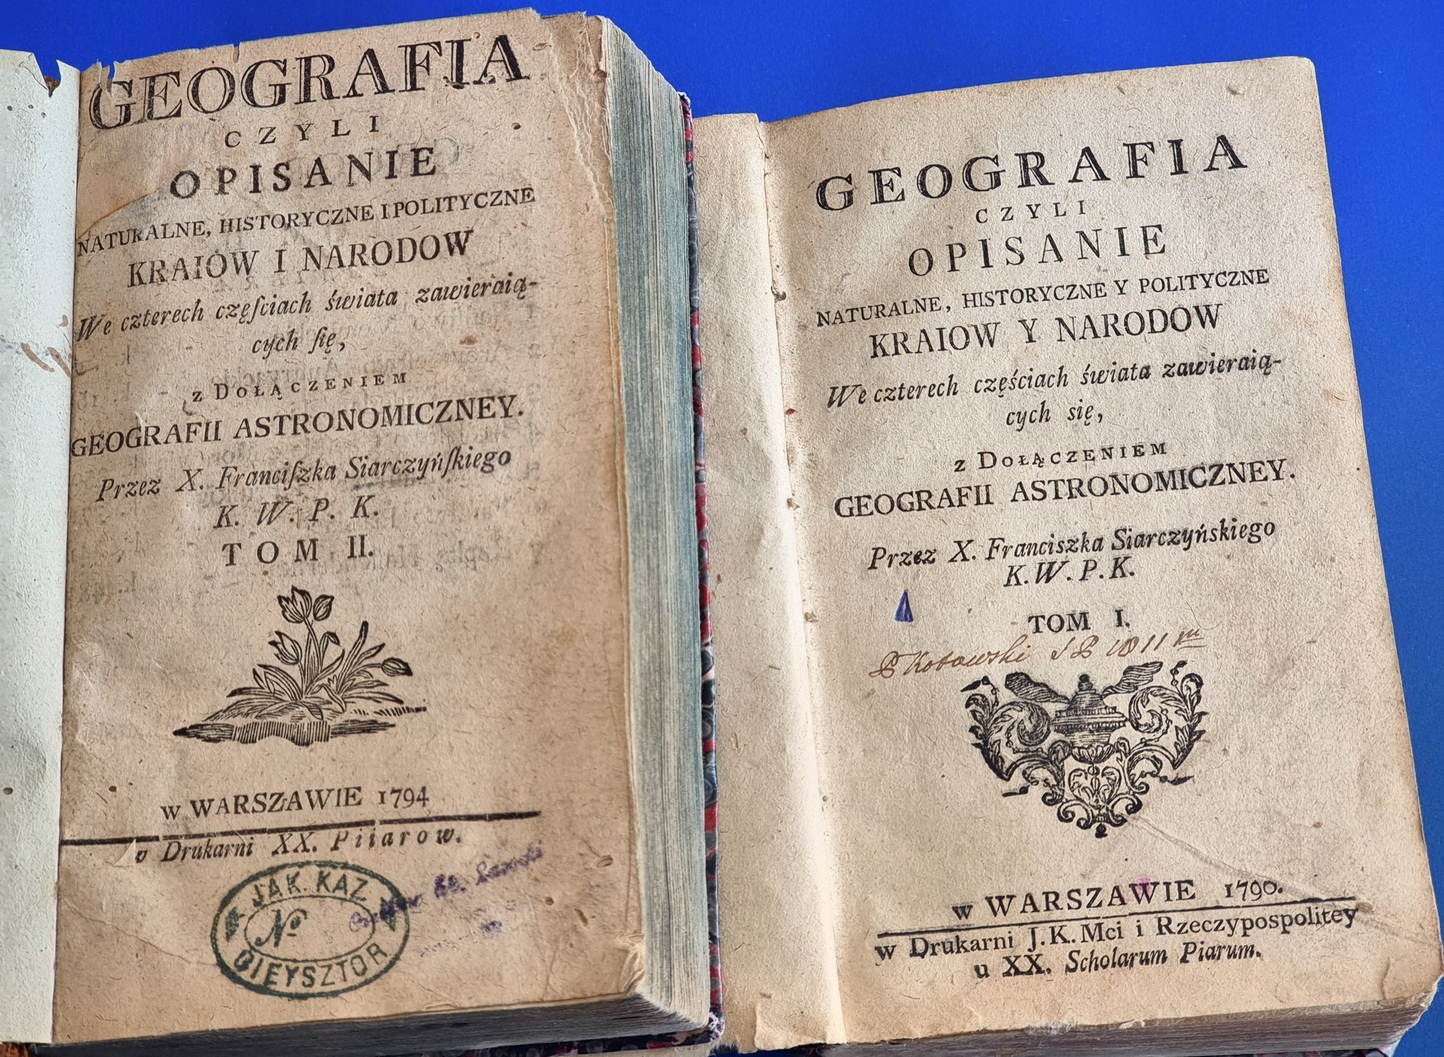 GEOGRAFIA
CZYLI
OPISANIE
NATURALNE, HISTORYCZNE I POLITYCZNE
KRAIOW I NARODOW
We czterech częſciach świata zawieraią-
cych ſię,
z DOŁĄCZENIEM
GEOGRAFII ASTRONOMICZNEY.
Przez X. Franciſzka Siarczyńſkiego
K. W. P. K.
TOM II.
w WARSZAWIE 1794
w Drukarni XX. Piiarow.
JAK. KAZ.
No
GIEYSZTOR
GEOGRAFIA
CZYLI
OPISANIE
NATURALNE, HISTORYCZNE Y POLITYCZNE
KRAIOW Y NARODOW
We czterech częściach świata zawieraią-
cych się,
z DOŁĄCZENIEM
GEOGRAFII ASTRONOMICZNEY.
Przez X. Franciszka Siarczyńskiego
K. W. P. K.
TOM I.
Kotowski 1811
w WARSZAWIE 1790.
w Drukarni J. K. Mci i Rzeczypospolitey
u XX. Scholarum Piarum.